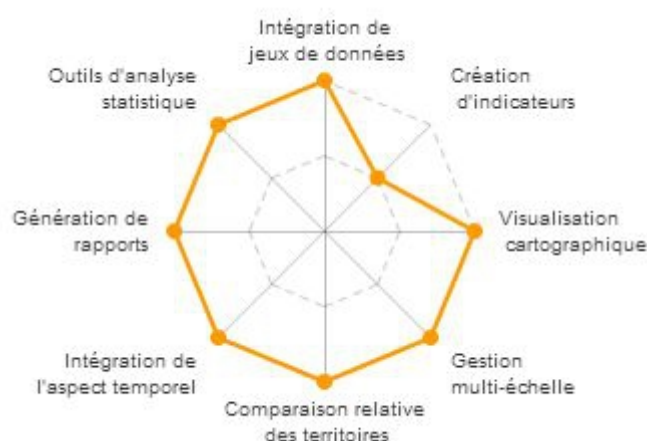 Intégration de
jeux de données
Création
d'indicateurs
Visualisation
cartographique
Gestion
multi-échelle
Comparaison relative
des territoires
Intégration de
l'aspect temporel
Génération de
rapports
Outils d'analyse
statistique